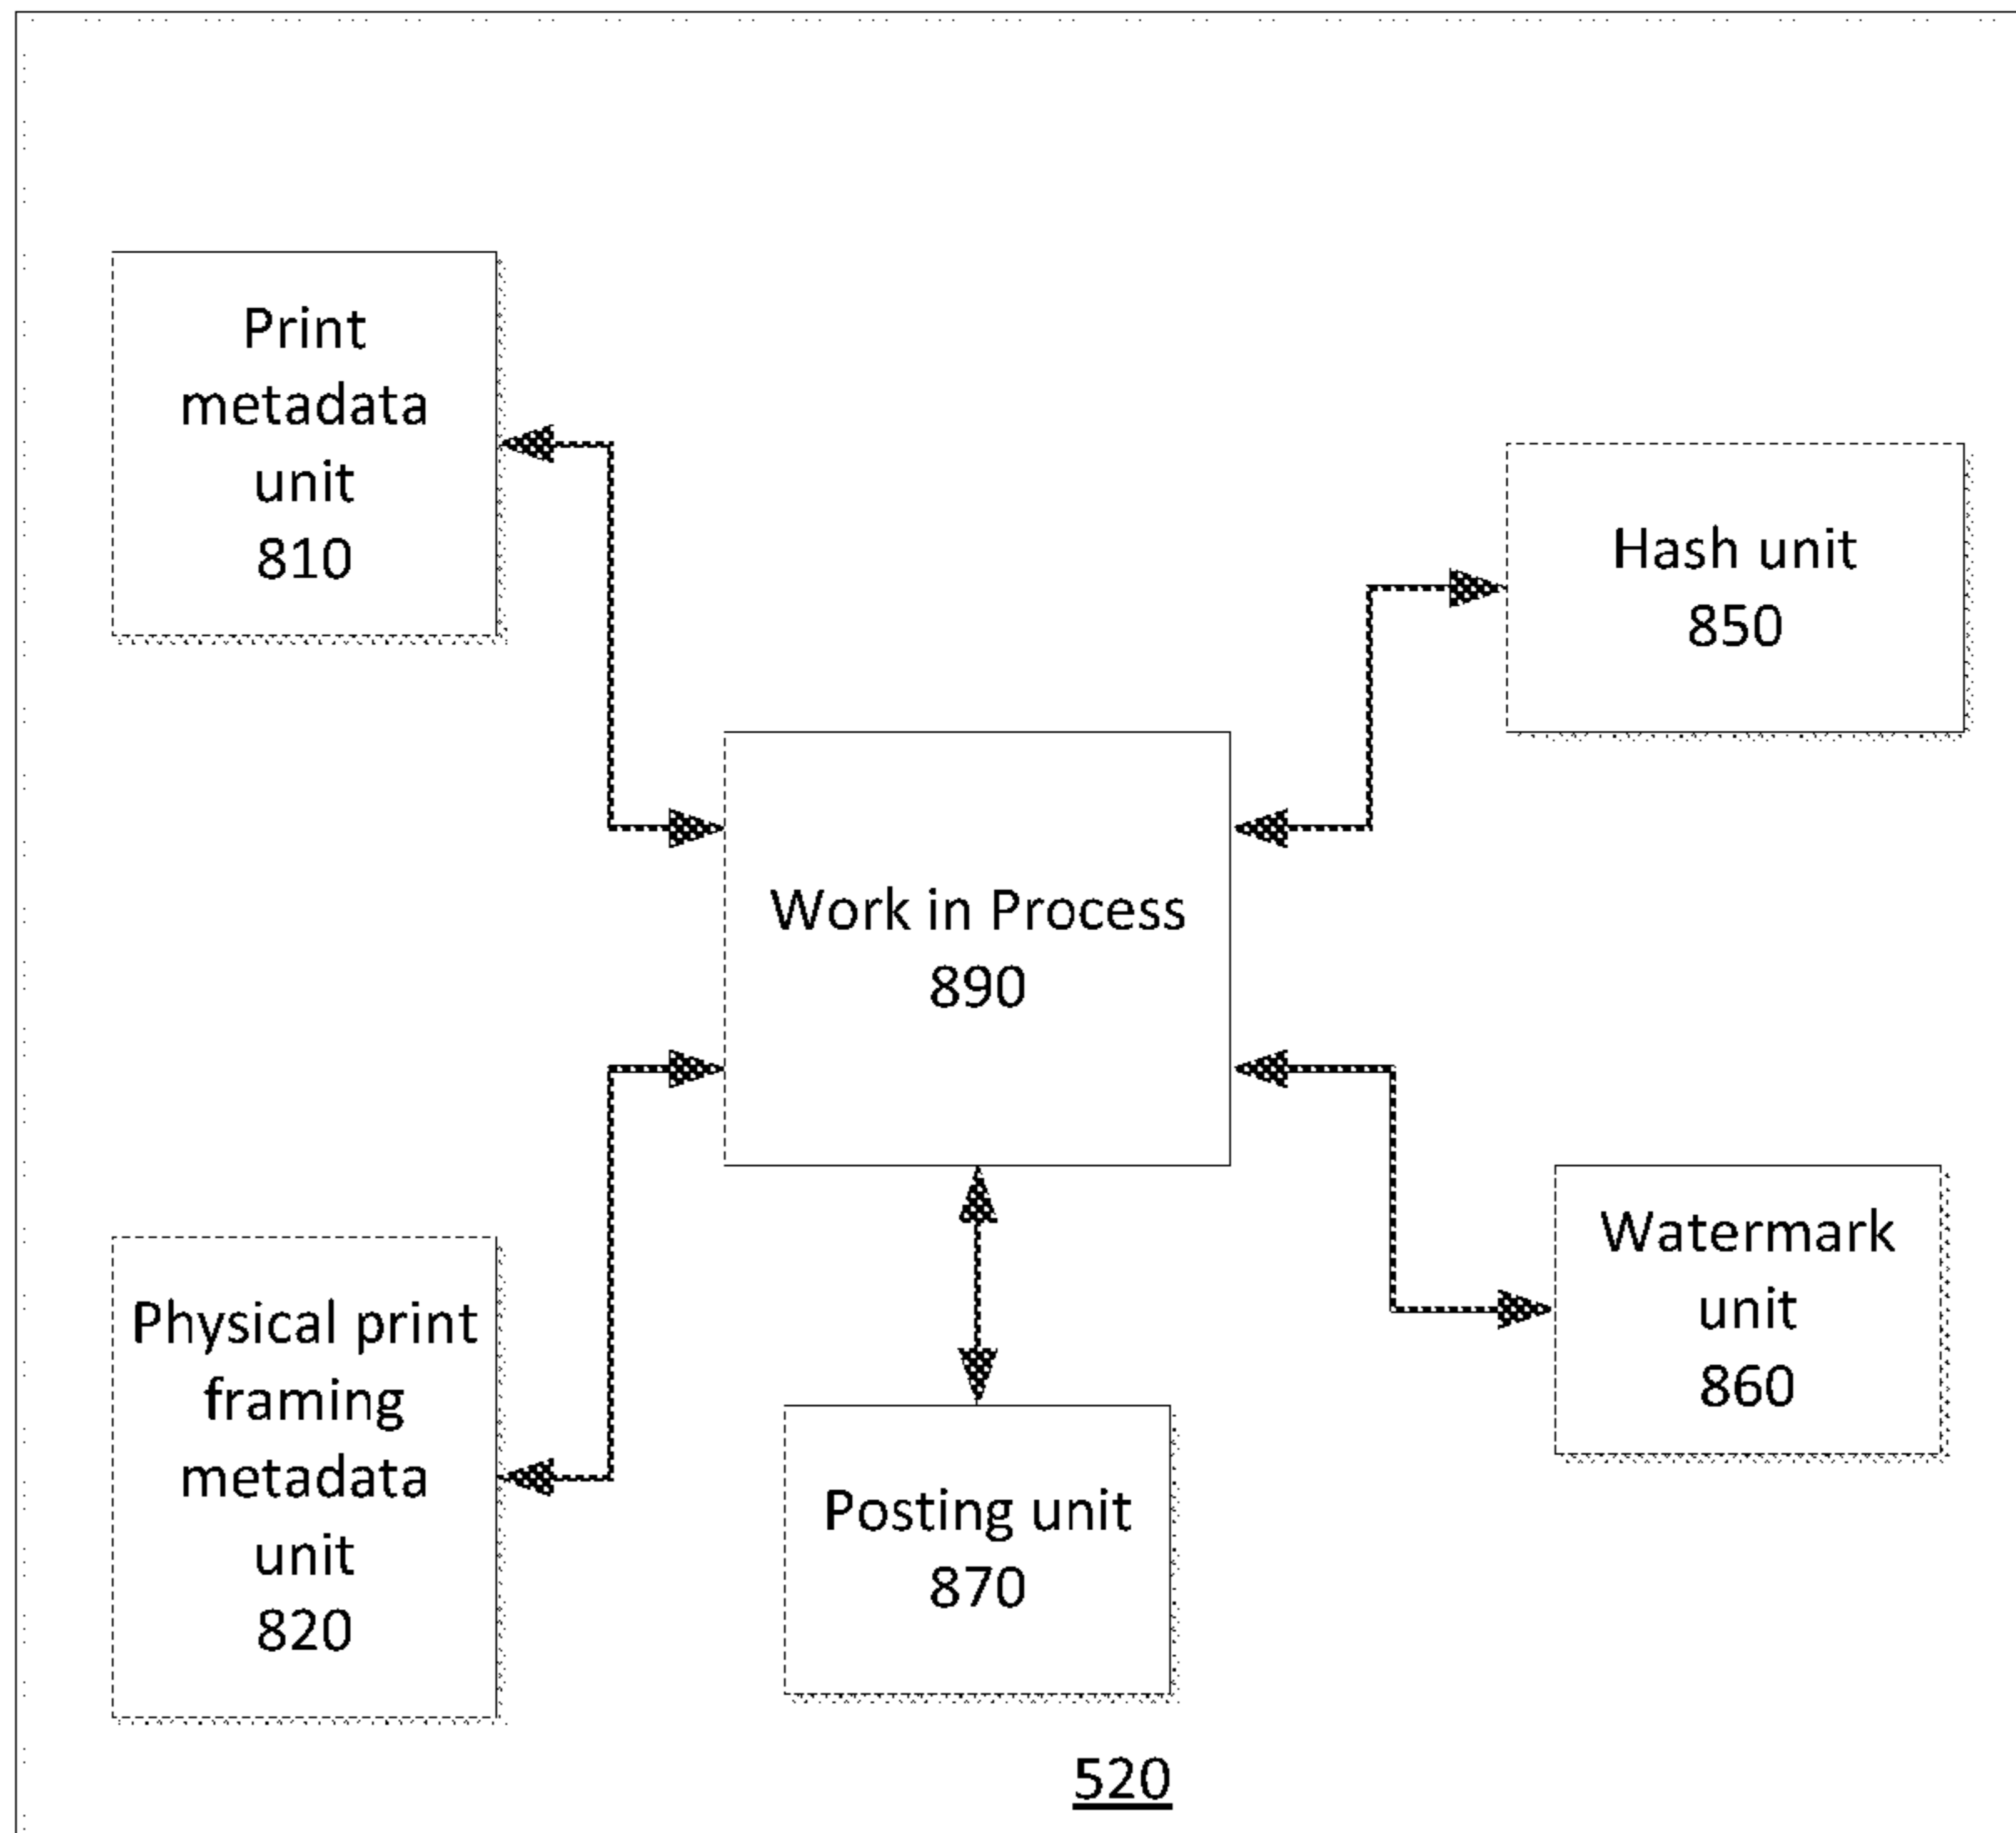 Print
metadata
unit
810
Hash unit
850
Work in Process
890
Physical print
framing
metadata
unit
820
Watermark
unit
860
Posting unit
870
520